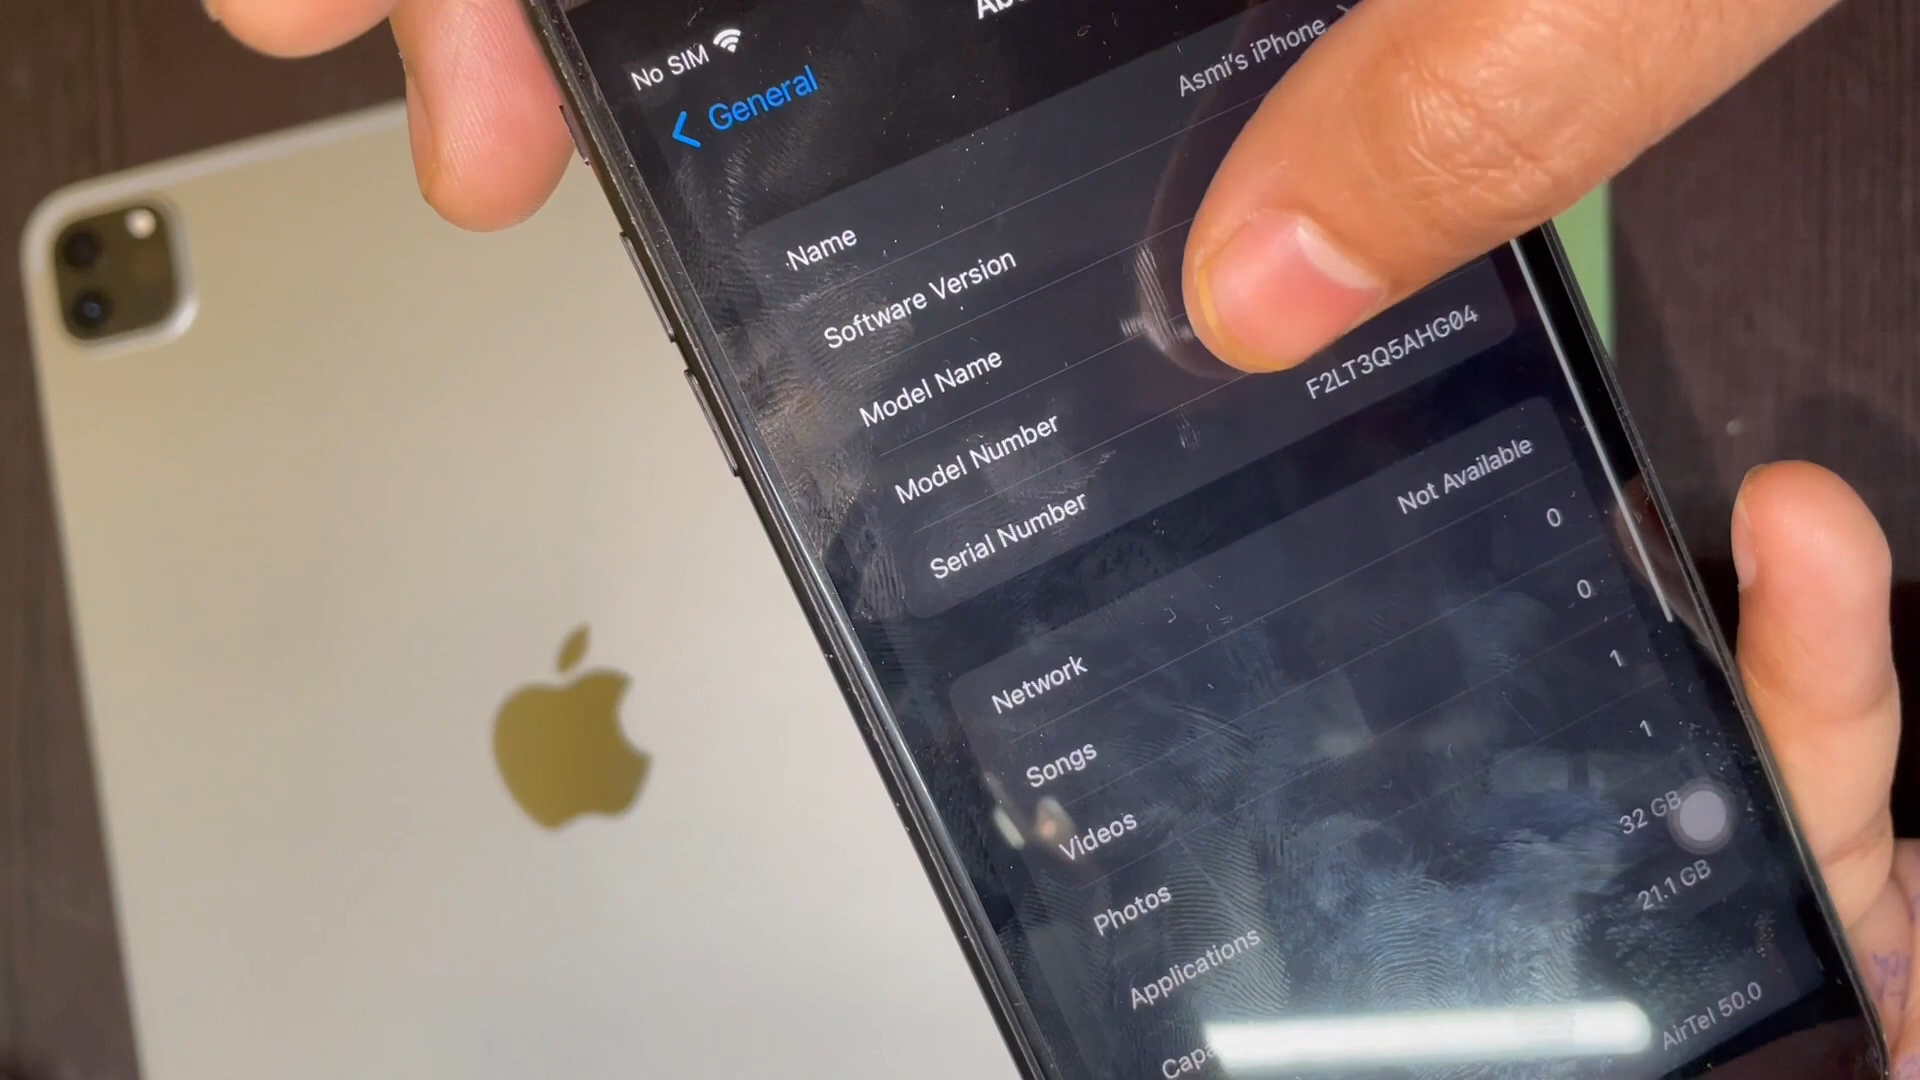 No SIM
General
Name
Asmi's iPhone
Software Version
Model Name
Model Number
Serial Number
F2LT3Q5AHG04
Network
Not Available
Songs
0
Videos
0
Photos
1
Applications
1
32 GB
21.1 GB
AirTel 50.0